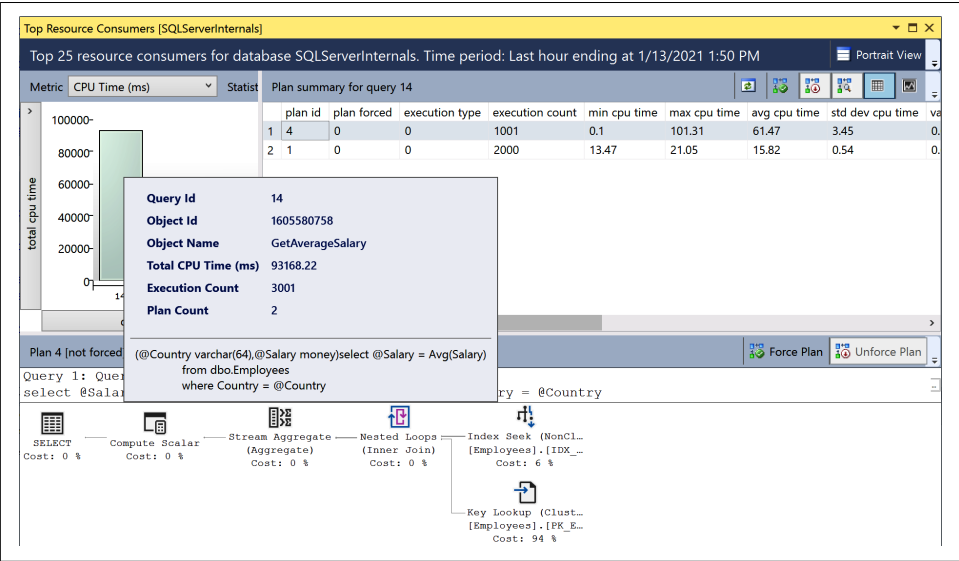 Top Resource Consumers [SQLServerInternals]
Top 25 resource consumers for database SQLServerInternals. Time period: Last hour ending at 1/13/2021 1:50 PM
Portrait View
Metric CPU Time (ms) Statist
Plan summary for query 14
plan id plan forced execution type execution count min cpu time max cpu time avg cpu time std dev cpu time va
1 4 0 0 1001 0.1 101.31 61.47 3.45 0.
2 1 0 0 2000 13.47 21.05 15.82 0.54 0.
total cpu time
100000
80000
60000
40000
20000
0
14
Query Id 14
Object Id 1605580758
Object Name GetAverageSalary
Total CPU Time (ms) 93168.22
Execution Count 3001
Plan Count 2
(@Country varchar(64),@Salary money)select @Salary = Avg(Salary)
from dbo.Employees
where Country = @Country
Plan 4 [not forced]
Force Plan
Unforce Plan
Query 1: Quer
select @Salar ry = @Country
SELECT
Cost: 0 %
Compute Scalar
Cost: 0 %
Stream Aggregate
(Aggregate)
Cost: 0 %
Nested Loops
(Inner Join)
Cost: 0 %
Index Seek (NonCl…
[Employees].[IDX_…
Cost: 6 %
Key Lookup (Clust…
[Employees].[PK_E…
Cost: 94 %